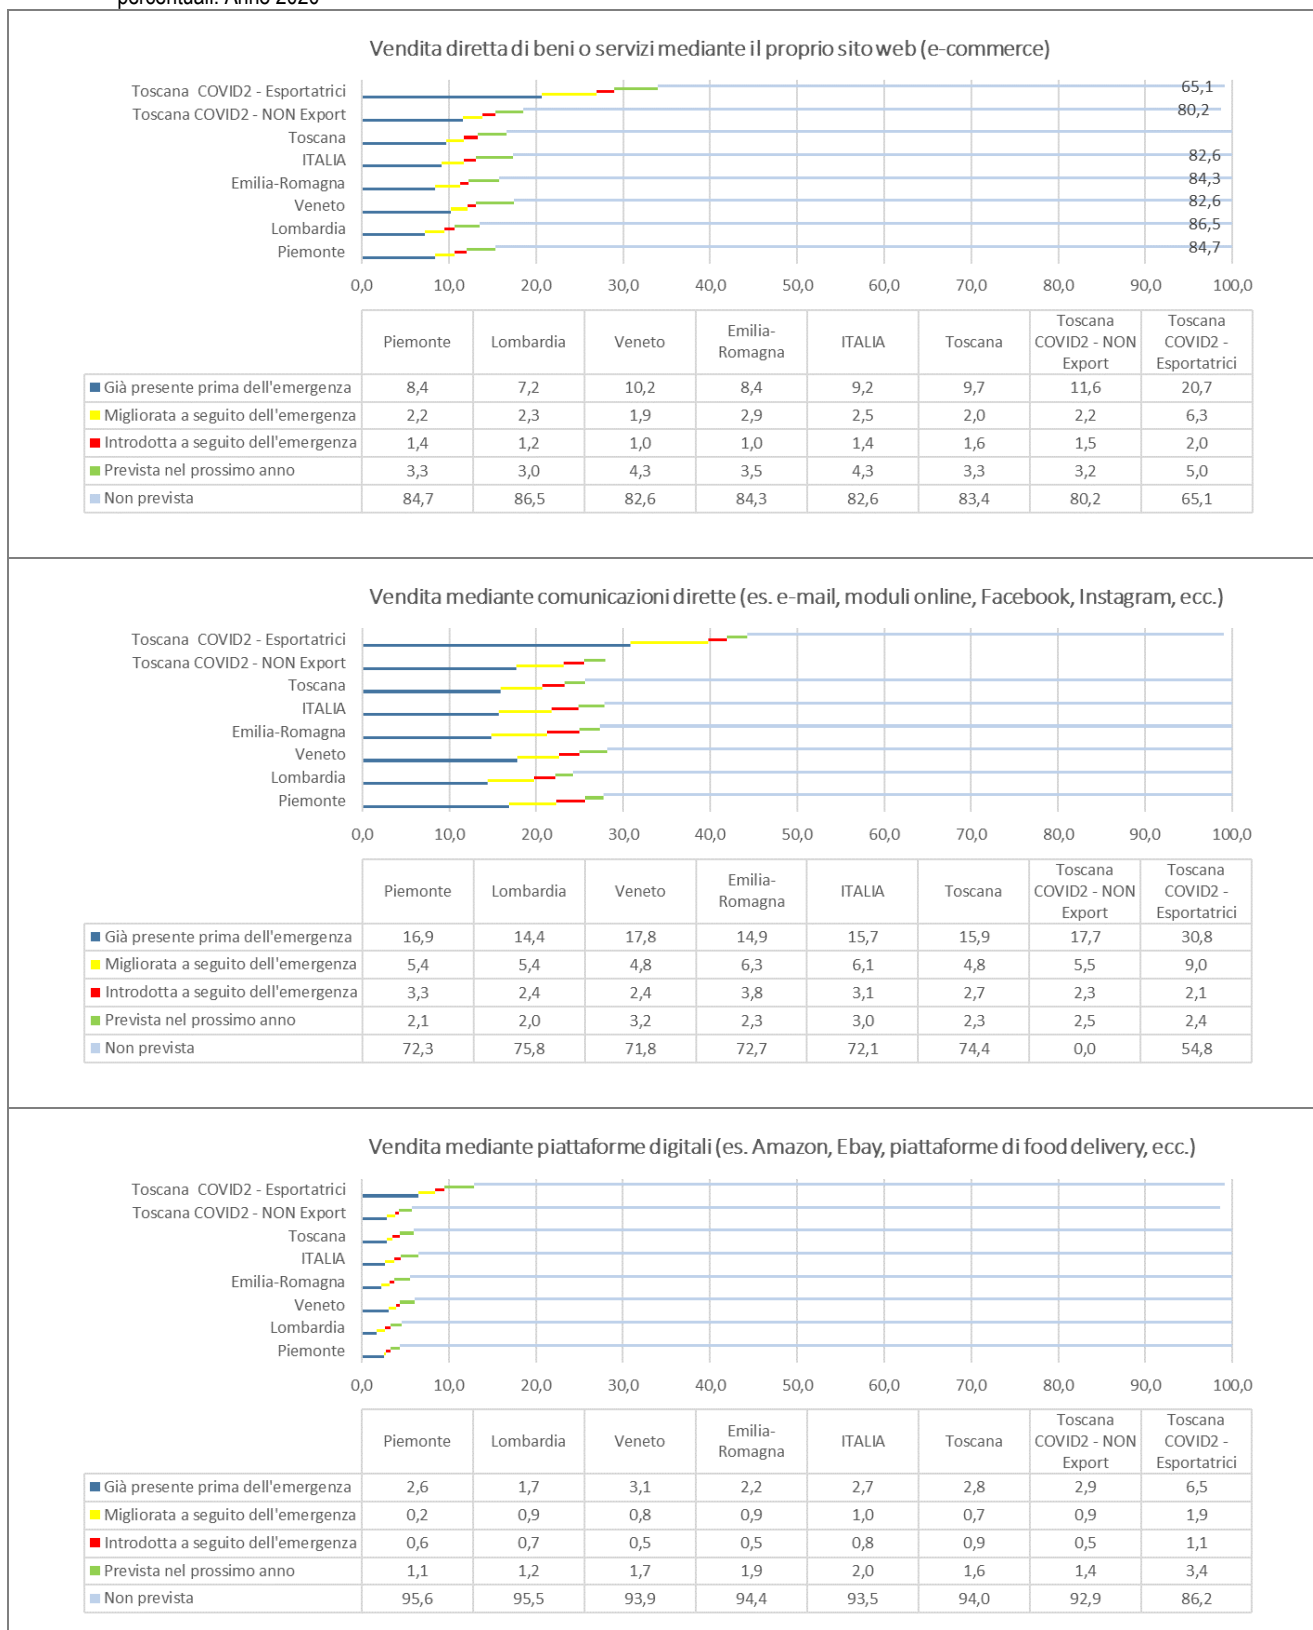 percentuali. Anno 2020
Vendita diretta di beni o servizi mediante il proprio sito web (e-commerce)
Toscana COVID2 - Esportatrici 65,1
Toscana COVID2 - NON Export 80,2
Toscana
ITALIA 82,6
Emilia-Romagna 84,3
Veneto 82,6
Lombardia 86,5
Piemonte 84,7
0,0 10,0 20,0 30,0 40,0 50,0 60,0 70,0 80,0 90,0 100,0
Piemonte Lombardia Veneto Emilia-Romagna ITALIA Toscana Toscana COVID2 - NON Export Toscana COVID2 - Esportatrici
Già presente prima dell'emergenza 8,4 7,2 10,2 8,4 9,2 9,7 11,6 20,7
Migliorata a seguito dell'emergenza 2,2 2,3 1,9 2,9 2,5 2,0 2,2 6,3
Introdotta a seguito dell'emergenza 1,4 1,2 1,0 1,0 1,4 1,6 1,5 2,0
Prevista nel prossimo anno 3,3 3,0 4,3 3,5 4,3 3,3 3,2 5,0
Non prevista 84,7 86,5 82,6 84,3 82,6 83,4 80,2 65,1
Vendita mediante comunicazioni dirette (es. e-mail, moduli online, Facebook, Instagram, ecc.)
Toscana COVID2 - Esportatrici
Toscana COVID2 - NON Export
Toscana
ITALIA
Emilia-Romagna
Veneto
Lombardia
Piemonte
0,0 10,0 20,0 30,0 40,0 50,0 60,0 70,0 80,0 90,0 100,0
Piemonte Lombardia Veneto Emilia-Romagna ITALIA Toscana Toscana COVID2 - NON Export Toscana COVID2 - Esportatrici
Già presente prima dell'emergenza 16,9 14,4 17,8 14,9 15,7 15,9 17,7 30,8
Migliorata a seguito dell'emergenza 5,4 5,4 4,8 6,3 6,1 4,8 5,5 9,0
Introdotta a seguito dell'emergenza 3,3 2,4 2,4 3,8 3,1 2,7 2,3 2,1
Prevista nel prossimo anno 2,1 2,0 3,2 2,3 3,0 2,3 2,5 2,4
Non prevista 72,3 75,8 71,8 72,7 72,1 74,4 0,0 54,8
Vendita mediante piattaforme digitali (es. Amazon, Ebay, piattaforme di food delivery, ecc.)
Toscana COVID2 - Esportatrici
Toscana COVID2 - NON Export
Toscana
ITALIA
Emilia-Romagna
Veneto
Lombardia
Piemonte
0,0 10,0 20,0 30,0 40,0 50,0 60,0 70,0 80,0 90,0 100,0
Piemonte Lombardia Veneto Emilia-Romagna ITALIA Toscana Toscana COVID2 - NON Export Toscana COVID2 - Esportatrici
Già presente prima dell'emergenza 2,6 1,7 3,1 2,2 2,7 2,8 2,9 6,5
Migliorata a seguito dell'emergenza 0,2 0,9 0,8 0,9 1,0 0,7 0,9 1,9
Introdotta a seguito dell'emergenza 0,6 0,7 0,5 0,5 0,8 0,9 0,5 1,1
Prevista nel prossimo anno 1,1 1,2 1,7 1,9 2,0 1,6 1,4 3,4
Non prevista 95,6 95,5 93,9 94,4 93,5 94,0 92,9 86,2